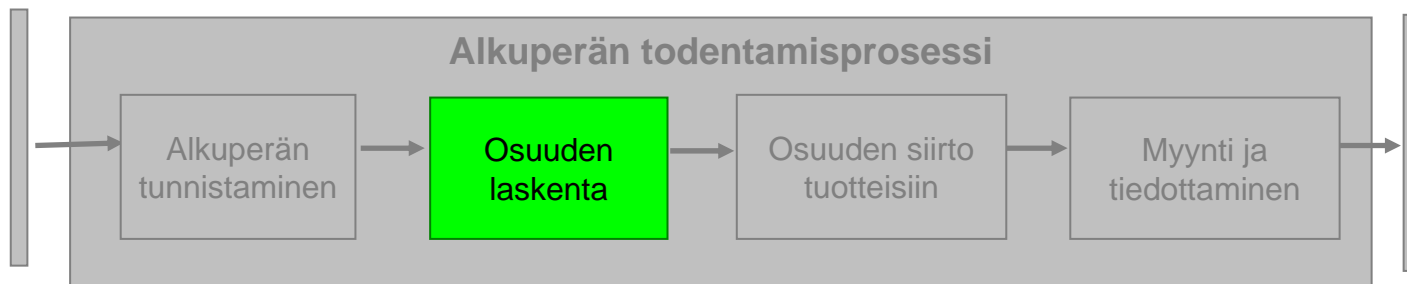 Alkuperän todentamisprosessi
Alkuperän
tunnistaminen
Osuuden
laskenta
Osuuden siirto
tuotteisiin
Myynti ja
tiedottaminen